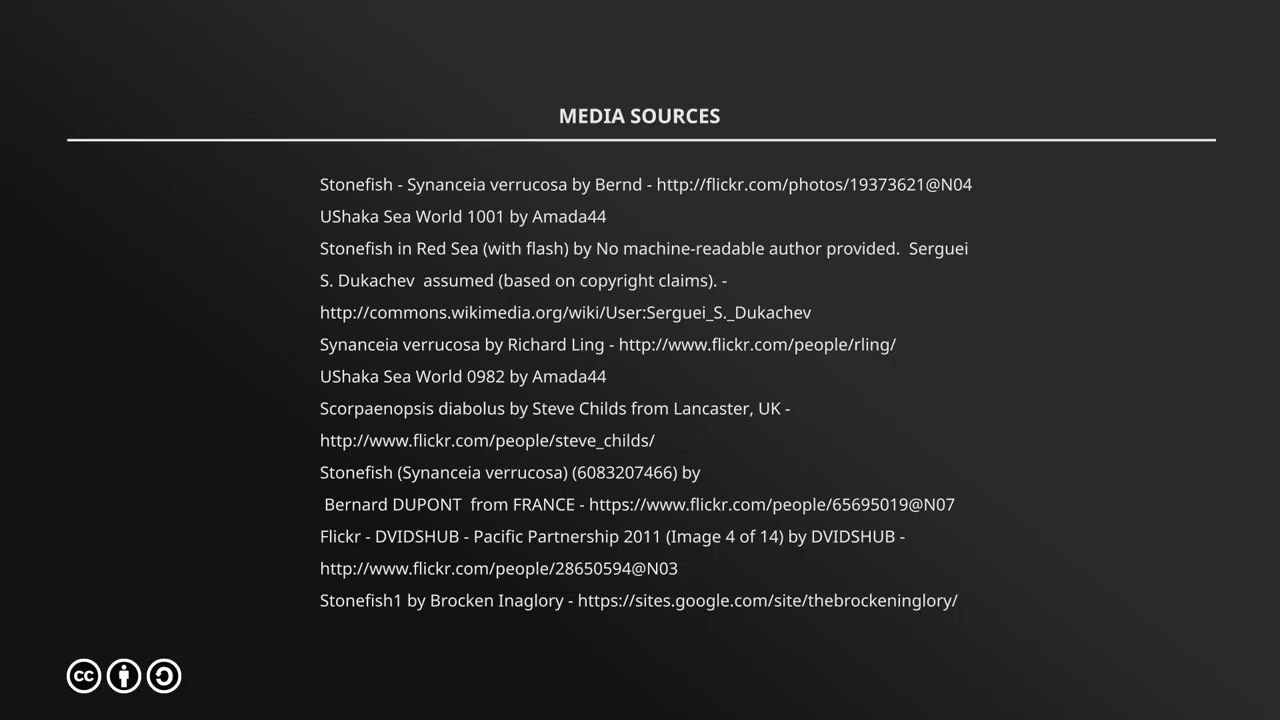 MEDIA SOURCES
Stonefish - Synanceia verrucosa by Bernd - http://flickr.com/photos/19373621@N04
UShaka Sea World 1001 by Amada44
Stonefish in Red Sea (with flash) by No machine-readable author provided.  Serguei
S. Dukachev  assumed (based on copyright claims). -
http://commons.wikimedia.org/wiki/User:Serguei_S._Dukachev
Synanceia verrucosa by Richard Ling - http://www.flickr.com/people/rling/
UShaka Sea World 0982 by Amada44
Scorpaenopsis diabolus by Steve Childs from Lancaster, UK -
http://www.flickr.com/people/steve_childs/
Stonefish (Synanceia verrucosa) (6083207466) by
Bernard DUPONT  from FRANCE - https://www.flickr.com/people/65695019@N07
Flickr - DVIDSHUB - Pacific Partnership 2011 (Image 4 of 14) by DVIDSHUB -
http://www.flickr.com/people/28650594@N03
Stonefish1 by Brocken Inaglory - https://sites.google.com/site/thebrockeninglory/
cc